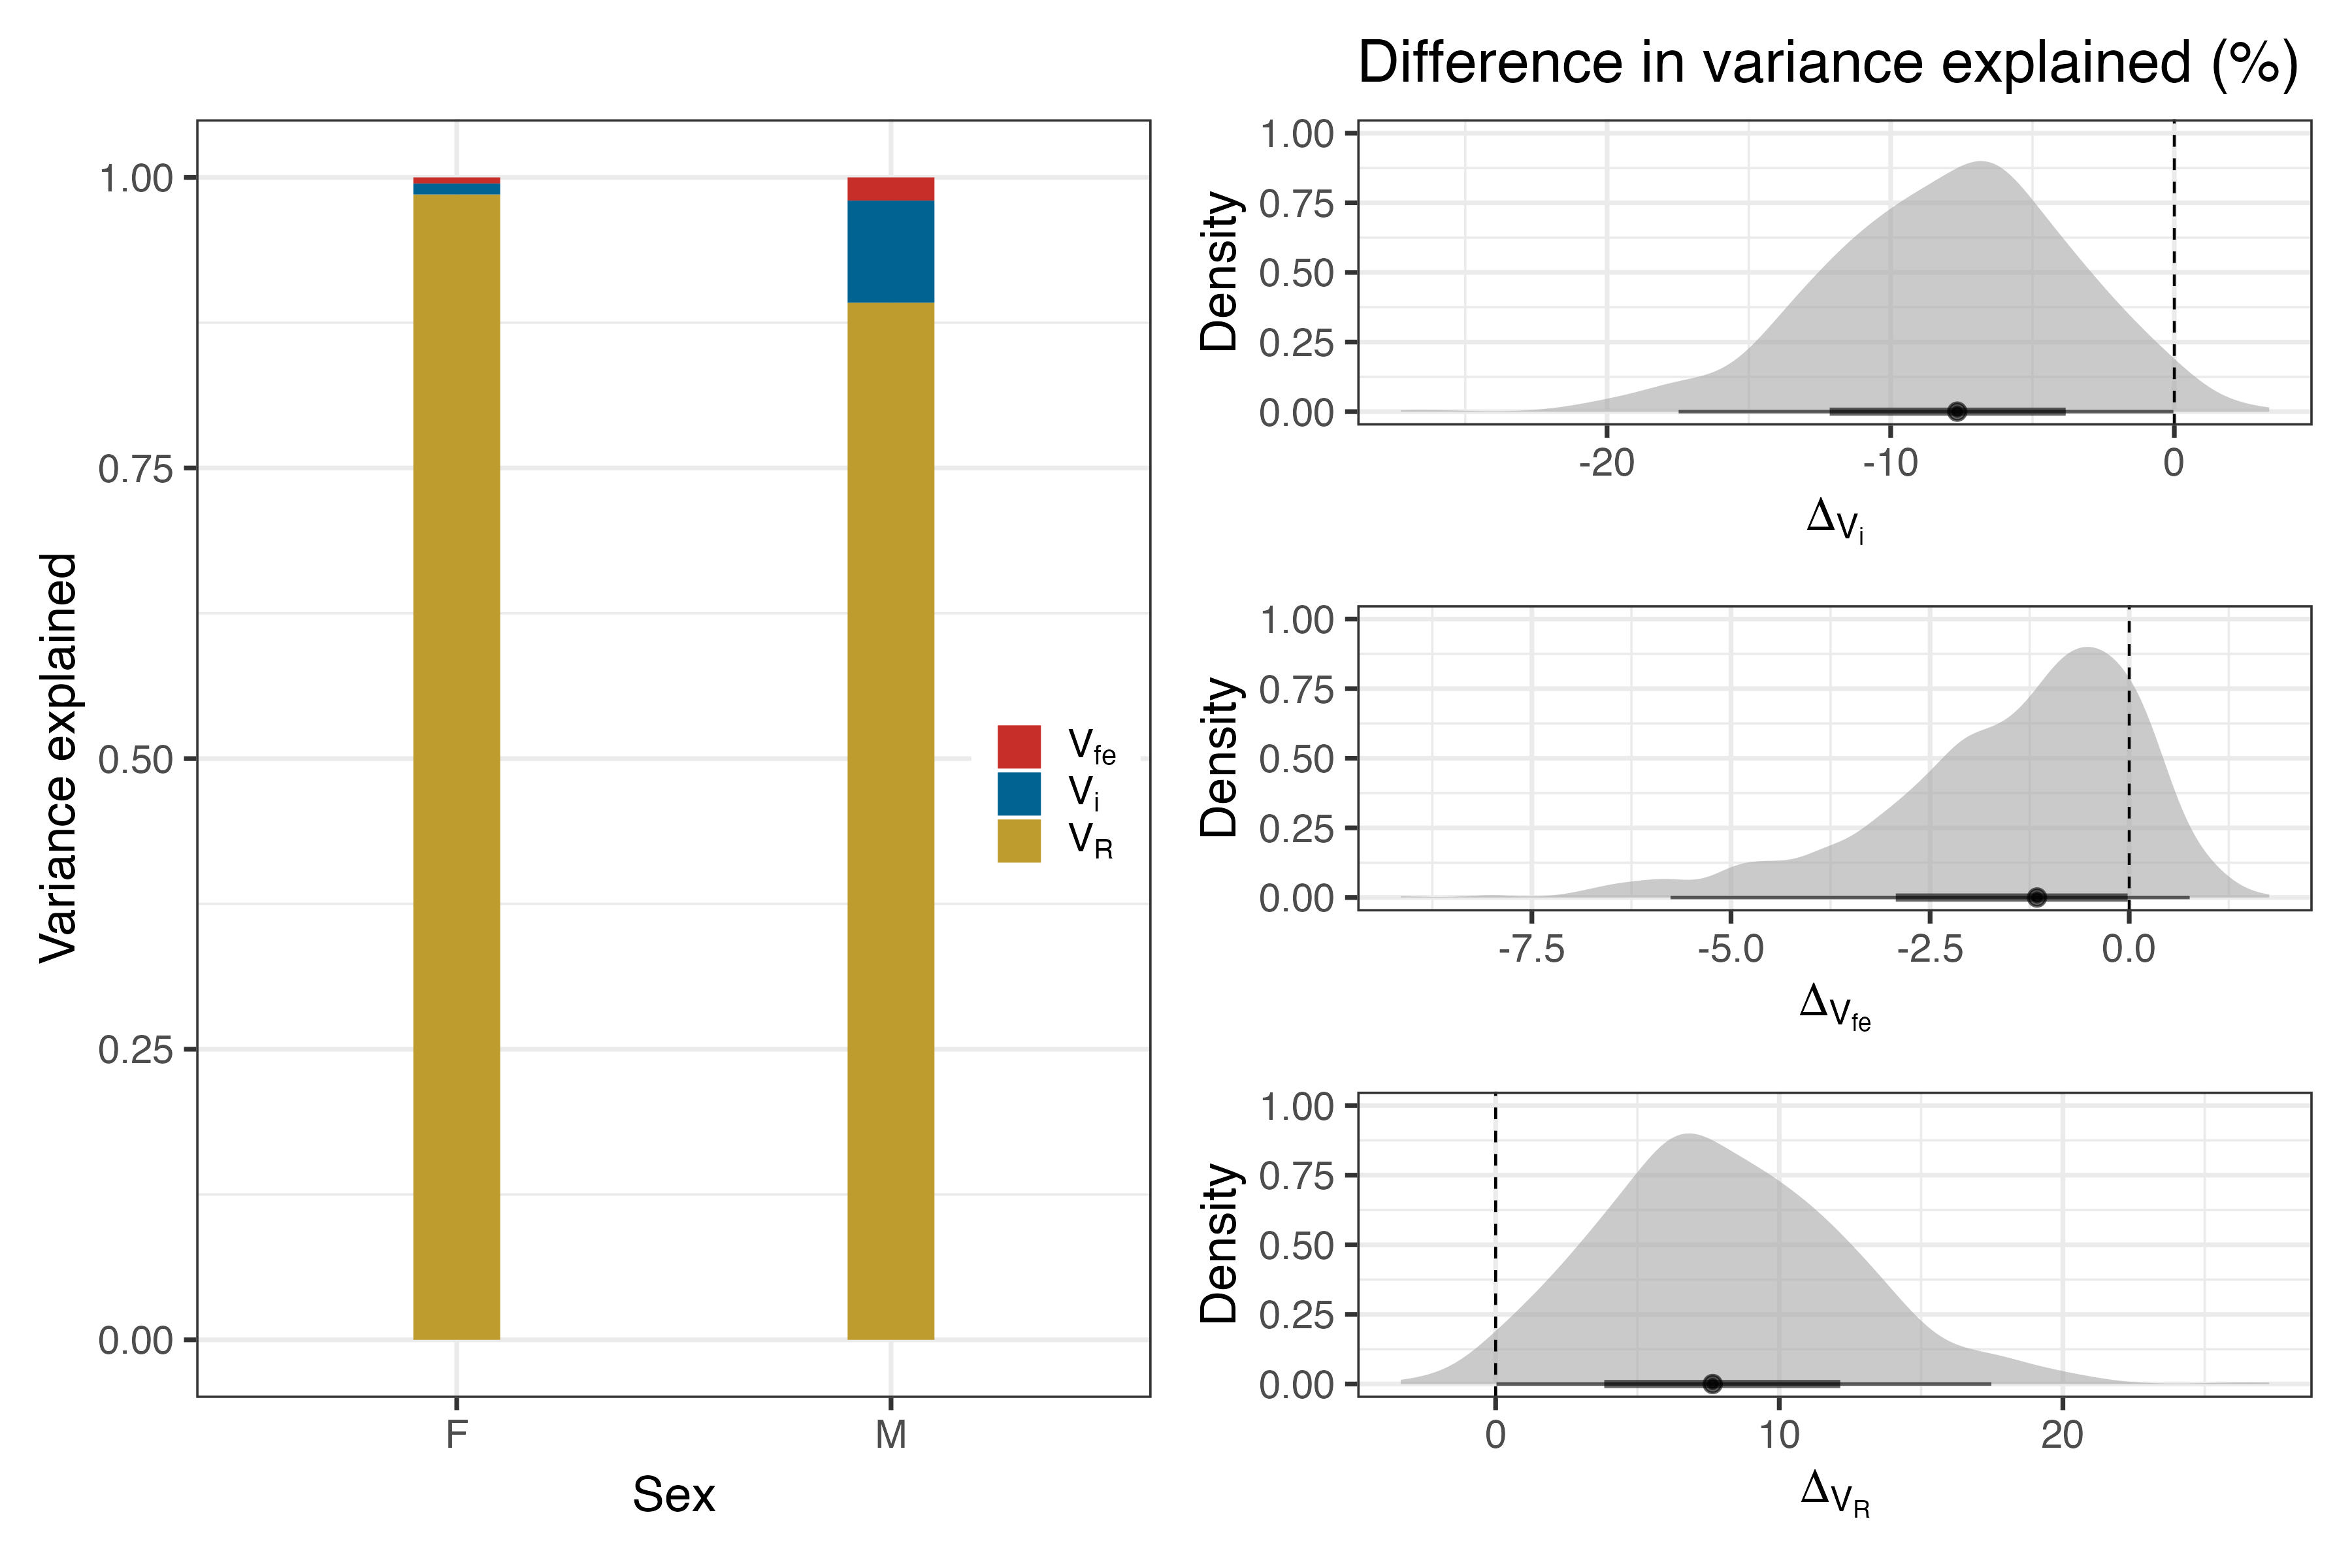 Variance explained
1.00
0.75
0.50
0.25
0.00
F
M
Sex
V_fe
V_i
V_R
Difference in variance explained (%)
Density
1.00
0.75
0.50
0.25
0.00
-20
-10
0
Δ_V_i
Density
1.00
0.75
0.50
0.25
0.00
-7.5
-5.0
-2.5
0.0
Δ_V_fe
Density
1.00
0.75
0.50
0.25
0.00
0
10
20
Δ_V_R